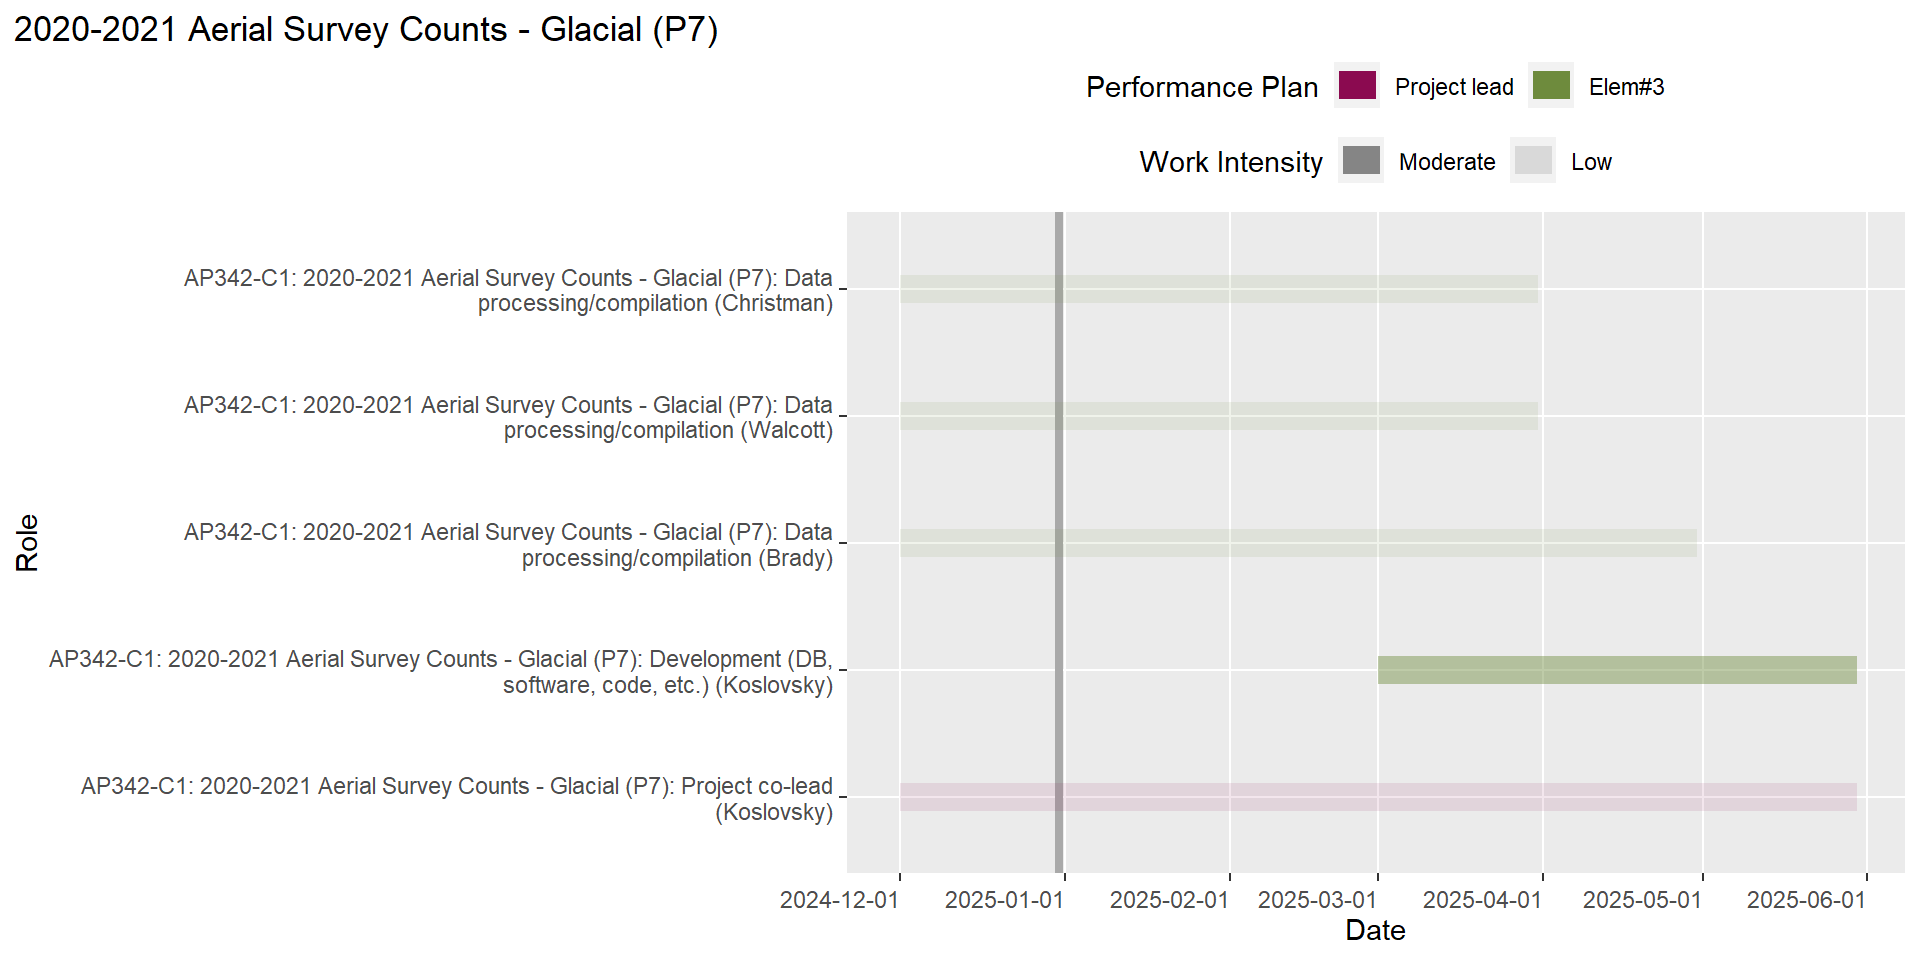 2020-2021 Aerial Survey Counts - Glacial (P7)
Performance Plan
Project lead
Elem#3
Work Intensity
Moderate
Low
AP342-C1: 2020-2021 Aerial Survey Counts - Glacial (P7): Data
processing/compilation (Christman)
AP342-C1: 2020-2021 Aerial Survey Counts - Glacial (P7): Data
processing/compilation (Walcott)
AP342-C1: 2020-2021 Aerial Survey Counts - Glacial (P7): Data
processing/compilation (Brady)
AP342-C1: 2020-2021 Aerial Survey Counts - Glacial (P7): Development (DB,
software, code, etc.) (Koslovsky)
AP342-C1: 2020-2021 Aerial Survey Counts - Glacial (P7): Project co-lead
(Koslovsky)
Role
2024-12-01
2025-01-01
2025-02-01
2025-03-01
2025-04-01
2025-05-01
2025-06-01
Date